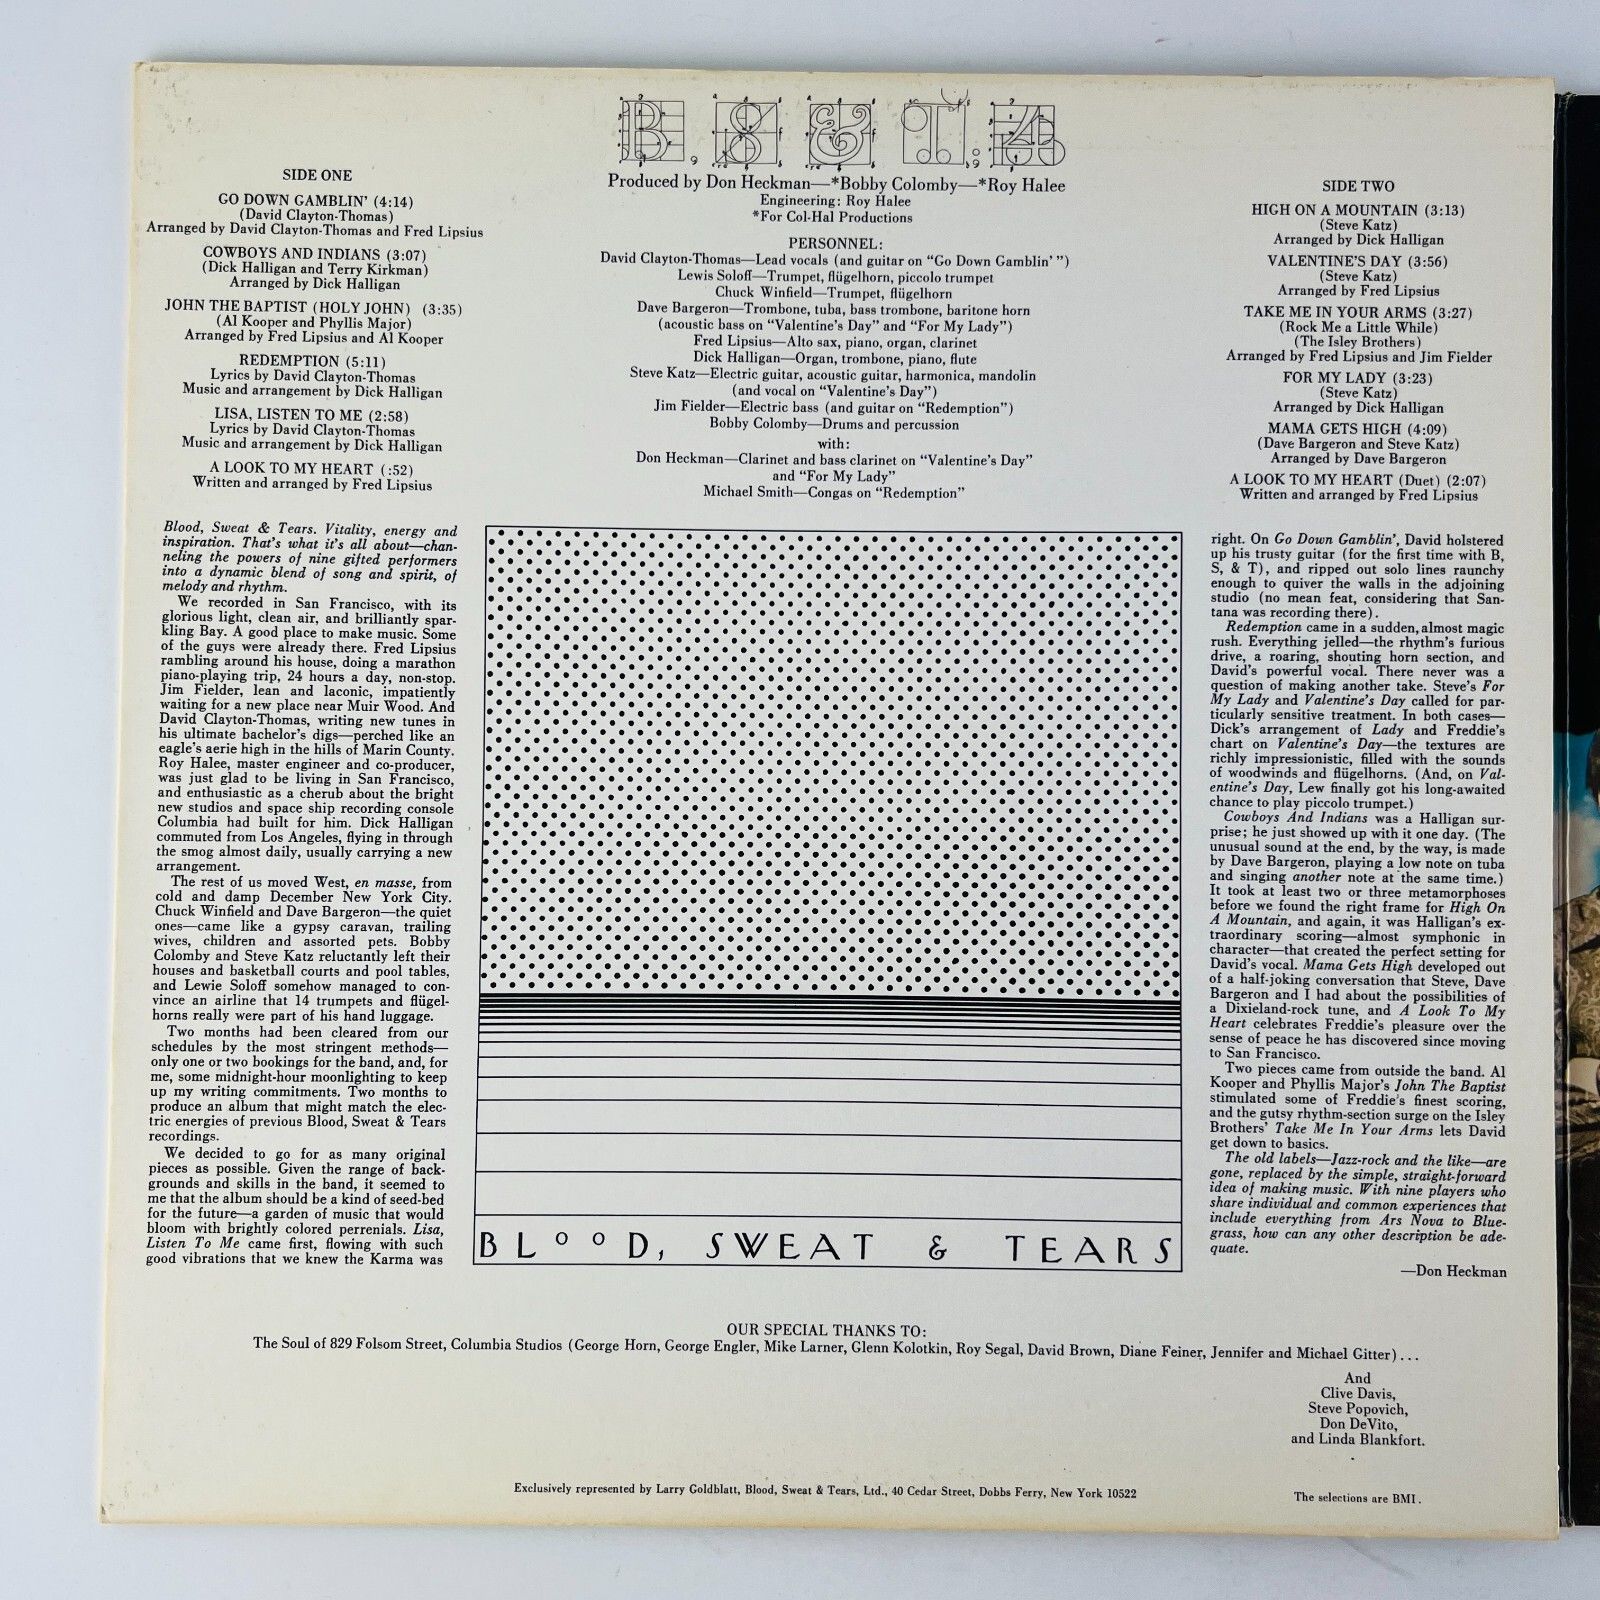 B, S & T; 4
Produced by Don Heckman—*Bobby Colomby—*Roy Halee
Engineering: Roy Halee
*For Col-Hal Productions
SIDE ONE
GO DOWN GAMBLIN' (4:14)
(David Clayton-Thomas)
Arranged by David Clayton-Thomas and Fred Lipsius
COWBOYS AND INDIANS (3:07)
(Dick Halligan and Terry Kirkman)
Arranged by Dick Halligan
JOHN THE BAPTIST (HOLY JOHN) (3:35)
(Al Kooper and Phyllis Major)
Arranged by Fred Lipsius and Al Kooper
REDEMPTION (5:11)
Lyrics by David Clayton-Thomas
Music and arrangement by Dick Halligan
LISA, LISTEN TO ME (2:58)
Lyrics by David Clayton-Thomas
Music and arrangement by Dick Halligan
A LOOK TO MY HEART (:52)
Written and arranged by Fred Lipsius
PERSONNEL:
David Clayton-Thomas—Lead vocals (and guitar on “Go Down Gamblin' ”)
Lewis Soloff—Trumpet, flügelhorn, piccolo trumpet
Chuck Winfield—Trumpet, flügelhorn
Dave Bargeron—Trombone, tuba, bass trombone, baritone horn
(acoustic bass on “Valentine's Day” and “For My Lady”)
Fred Lipsius—Alto sax, piano, organ, clarinet
Dick Halligan—Organ, trombone, piano, flute
Steve Katz—Electric guitar, acoustic guitar, harmonica, mandolin
(and vocal on “Valentine's Day”)
Jim Fielder—Electric bass (and guitar on “Redemption”)
Bobby Colomby—Drums and percussion
with:
Don Heckman—Clarinet and bass clarinet on “Valentine's Day”
and “For My Lady”
Michael Smith—Congas on “Redemption”
SIDE TWO
HIGH ON A MOUNTAIN (3:13)
(Steve Katz)
Arranged by Dick Halligan
VALENTINE'S DAY (3:56)
(Steve Katz)
Arranged by Fred Lipsius
TAKE ME IN YOUR ARMS (3:27)
(Rock Me a Little While)
(The Isley Brothers)
Arranged by Fred Lipsius and Jim Fielder
FOR MY LADY (3:23)
(Steve Katz)
Arranged by Dick Halligan
MAMA GETS HIGH (4:09)
(Dave Bargeron and Steve Katz)
Arranged by Dave Bargeron
A LOOK TO MY HEART (Duet) (2:07)
Written and arranged by Fred Lipsius
Blood, Sweat & Tears. Vitality, energy and
inspiration. That's what it's all about—chan-
neling the powers of nine gifted performers
into a dynamic blend of song and spirit, of
melody and rhythm.
We recorded in San Francisco, with its
glorious light, clean air, and brilliantly spar-
kling Bay. A good place to make music. Some
of the guys were already there. Fred Lipsius
rambling around his house, doing a marathon
piano-playing trip, 24 hours a day, non-stop.
Jim Fielder, lean and laconic, impatiently
waiting for a new place near Muir Wood. And
David Clayton-Thomas, writing new tunes in
his ultimate bachelor's digs—perched like an
eagle's aerie high in the hills of Marin County.
Roy Halee, master engineer and co-producer,
was just glad to be living in San Francisco,
and enthusiastic as a cherub about the bright
new studios and space ship recording console
Columbia had built for him. Dick Halligan
commuted from Los Angeles, flying in through
the smog almost daily, usually carrying a new
arrangement.
The rest of us moved West, en masse, from
cold and damp December New York City.
Chuck Winfield and Dave Bargeron—the quiet
ones—came like a gypsy caravan, trailing
wives, children and assorted pets. Bobby
Colomby and Steve Katz reluctantly left their
houses and basketball courts and pool tables,
and Lewie Soloff somehow managed to con-
vince an airline that 14 trumpets and flügel-
horns really were part of his hand luggage.
Two months had been cleared from our
schedules by the most stringent methods—
only one or two bookings for the band, and, for
me, some midnight-hour moonlighting to keep
up my writing commitments. Two months to
produce an album that might match the elec-
tric energies of previous Blood, Sweat & Tears
recordings.
We decided to go for as many original
pieces as possible. Given the range of back-
grounds and skills in the band, it seemed to
me that the album should be a kind of seed-bed
for the future—a garden of music that would
bloom with brightly colored perrenials. Lisa,
Listen To Me came first, flowing with such
good vibrations that we knew the Karma was
BLOOD, SWEAT & TEARS
right. On Go Down Gamblin', David holstered
up his trusty guitar (for the first time with B,
S, & T), and ripped out solo lines raunchy
enough to quiver the walls in the adjoining
studio (no mean feat, considering that San-
tana was recording there).
Redemption came in a sudden, almost magic
rush. Everything jelled—the rhythm's furious
drive, a roaring, shouting horn section, and
David's powerful vocal. There never was a
question of making another take. Steve's For
My Lady and Valentine's Day called for par-
ticularly sensitive treatment. In both cases—
Dick's arrangement of Lady and Freddie's
chart on Valentine's Day—the textures are
richly impressionistic, filled with the sounds
of woodwinds and flügelhorns. (And, on Val-
entine's Day, Lew finally got his long-awaited
chance to play piccolo trumpet.)
Cowboys And Indians was a Halligan sur-
prise; he just showed up with it one day. (The
unusual sound at the end, by the way, is made
by Dave Bargeron, playing a low note on tuba
and singing another note at the same time.)
It took at least two or three metamorphoses
before we found the right frame for High On
A Mountain, and again, it was Halligan's ex-
traordinary scoring—almost symphonic in
character—that created the perfect setting for
David's vocal. Mama Gets High developed out
of a half-joking conversation that Steve, Dave
Bargeron and I had about the possibilities of
a Dixieland-rock tune, and A Look To My
Heart celebrates Freddie's pleasure over the
sense of peace he has discovered since moving
to San Francisco.
Two pieces came from outside the band. Al
Kooper and Phyllis Major's John The Baptist
stimulated some of Freddie's finest scoring,
and the gutsy rhythm-section surge on the Isley
Brothers' Take Me In Your Arms lets David
get down to basics.
The old labels—Jazz-rock and the like—are
gone, replaced by the simple, straight-forward
idea of making music. With nine players who
share individual and common experiences that
include everything from Ars Nova to Blue-
grass, how can any other description be ade-
quate.
—Don Heckman
OUR SPECIAL THANKS TO:
The Soul of 829 Folsom Street, Columbia Studios (George Horn, George Engler, Mike Larner, Glenn Kolotkin, Roy Segal, David Brown, Diane Feiner, Jennifer and Michael Gitter)...
And
Clive Davis,
Steve Popovich,
Don DeVito,
and Linda Blankfort.
Exclusively represented by Larry Goldblatt, Blood, Sweat & Tears, Ltd., 40 Cedar Street, Dobbs Ferry, New York 10522
The selections are BMI.